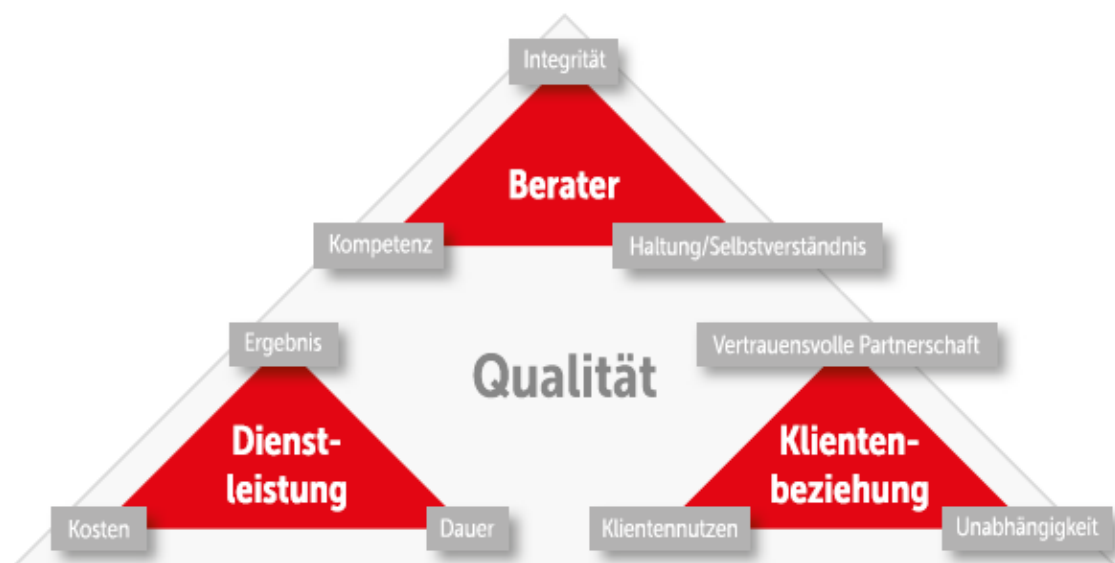 Integrität
Berater
Kompetenz
Haltung/Selbstverständnis
Ergebnis
Vertrauensvolle Partnerschaft
Qualität
Dienst-
leistung
Klienten-
beziehung
Kosten
Dauer
Klientennutzen
Unabhängigkeit